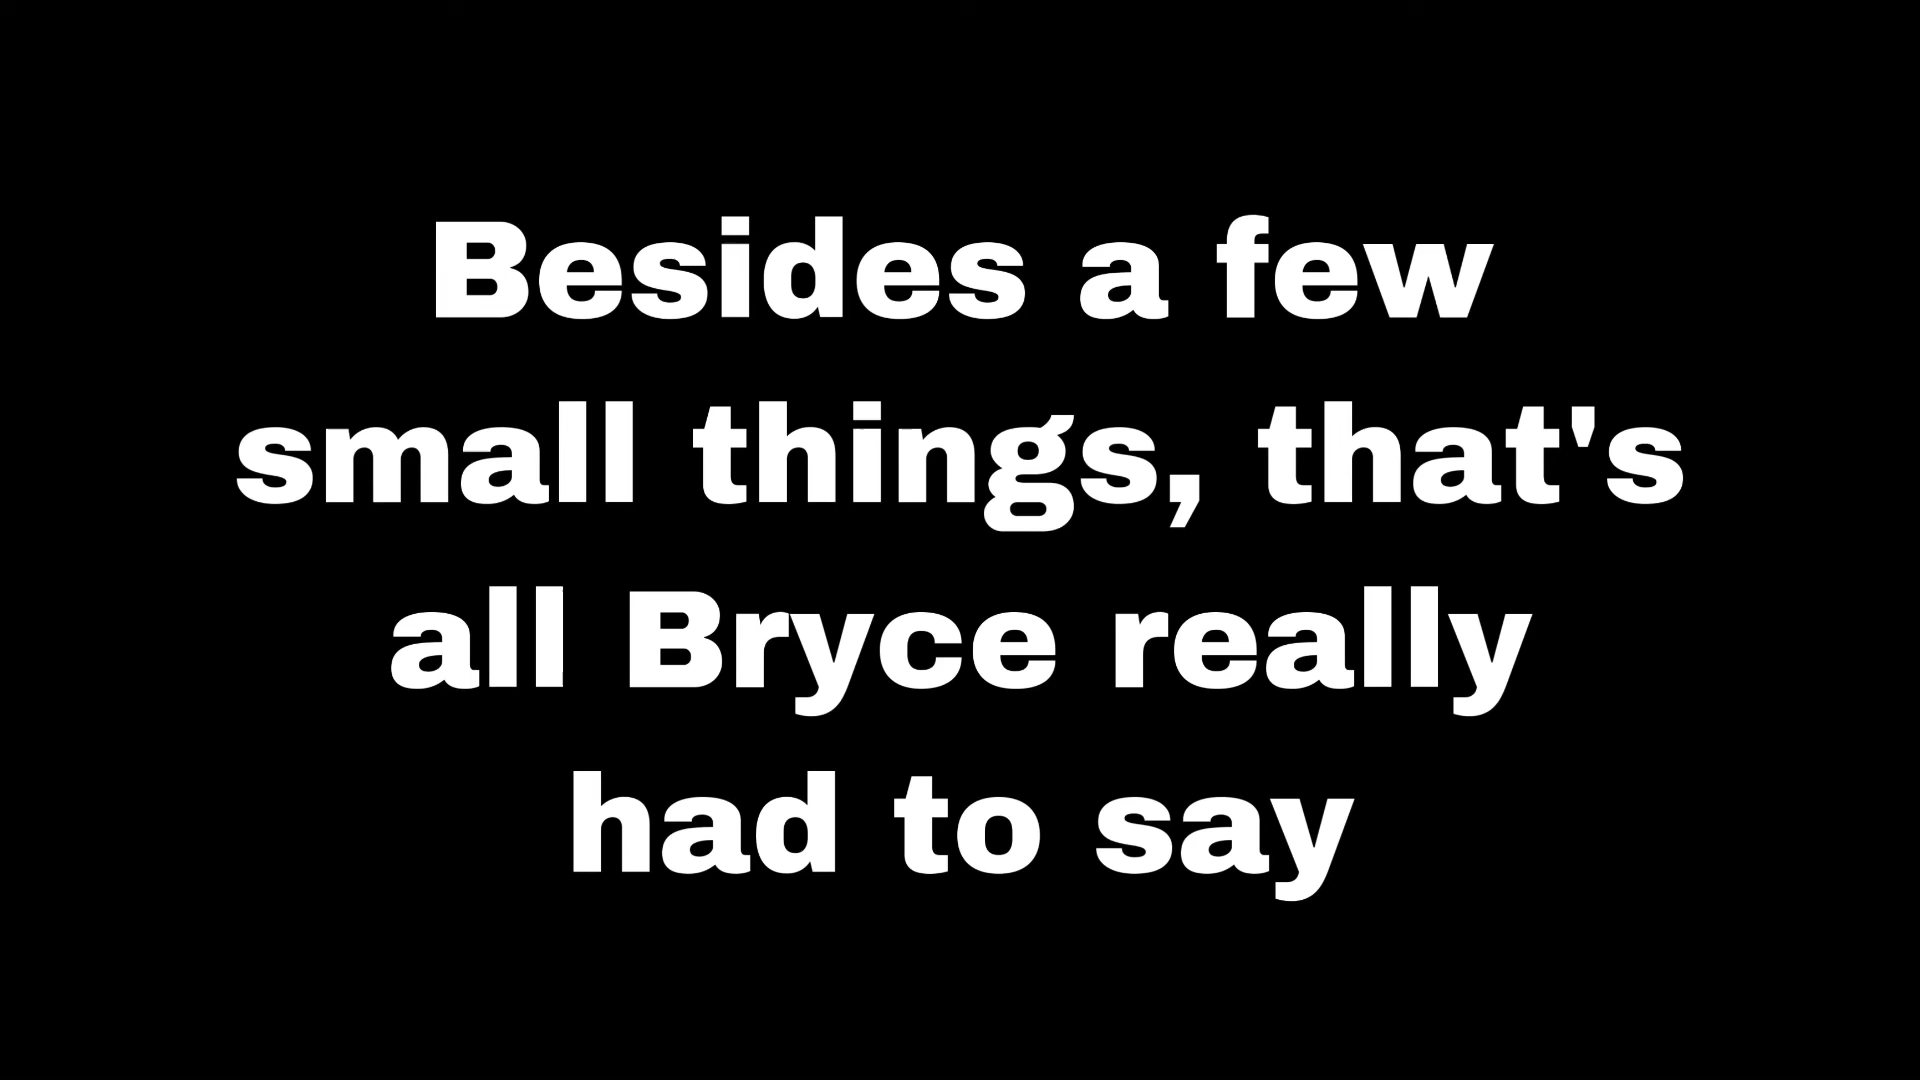 Besides a few
small things, that's
all Bryce really
had to say